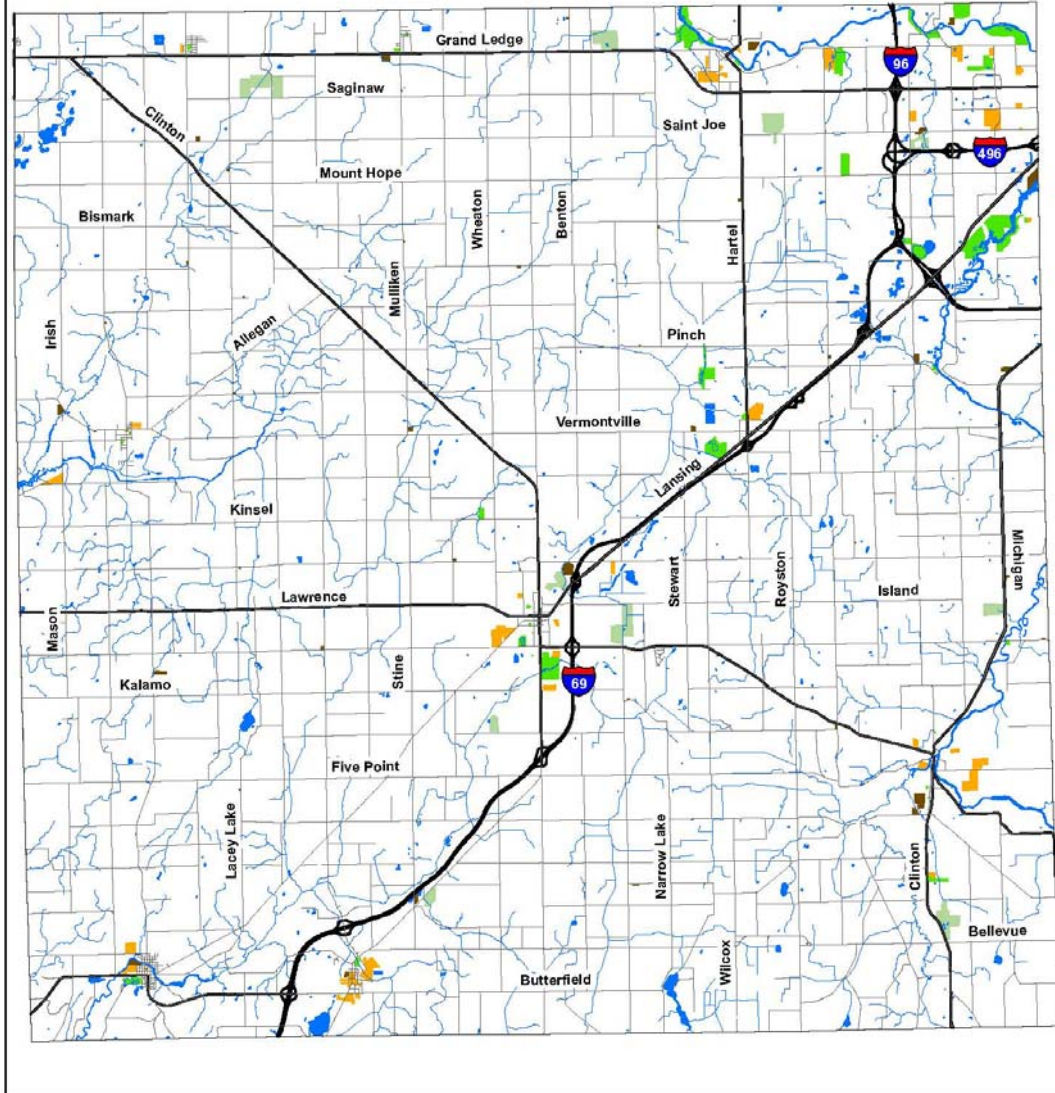 Grand Ledge
96
Saginaw
Clinton
Saint Joe
496
Mount Hope
Bismark
Wheaton
Benton
Hartel
Mulliken
Irish
Allegan
Pinch
Vermontville
Lansing
Kinsel
Michigan
Stewart
Royston
Island
Lawrence
Mason
Stine
Kalamo
69
Five Point
Lacey Lake
Narrow Lake
Clinton
Bellevue
Wilcox
Butterfield